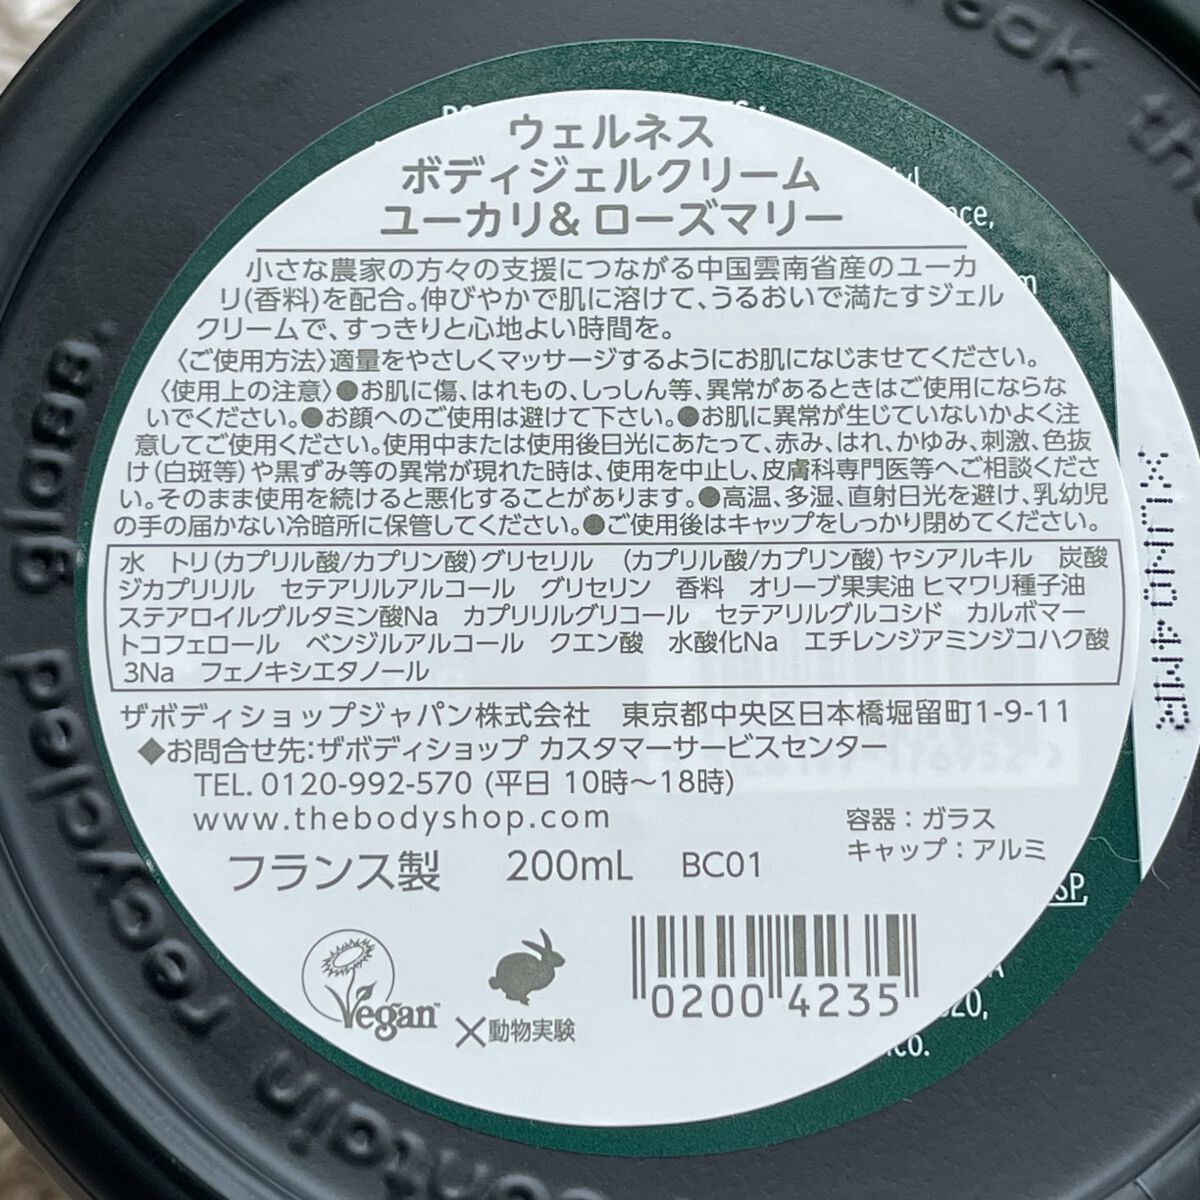 ウェルネス
ボディジェルクリーム
ユーカリ& ローズマリー
小さな農家の方々の支援につながる中国雲南省産のユーカ
リ(香料)を配合。伸びやかで肌に溶けて、うるおいで満たすジェル
クリームで、すっきりと心地よい時間を。
〈ご使用方法〉適量をやさしくマッサージするようにお肌になじませてください。
〈使用上の注意〉●お肌に傷、はれもの、しっしん等、異常があるときはご使用にならな
いでください。●お顔へのご使用は避けて下さい。●お肌に異常が生じていないかよく注
意してご使用ください。使用中または使用後日光にあたって、赤み、はれ、かゆみ、刺激、色抜
け(白斑等)や黒ずみ等の異常が現れた時は、使用を中止し、皮膚科専門医等へご相談くださ
い。そのまま使用を続けると悪化することがあります。●高温、多湿、直射日光を避け、乳幼児
の手の届かない冷暗所に保管してください。●ご使用後はキャップをしっかり閉めてください。
水 トリ(カプリル酸/カプリン酸)グリセリル (カプリル酸/カプリン酸)ヤシアルキル 炭酸
ジカプリリル セテアリルアルコール グリセリン 香料 オリーブ果実油 ヒマワリ種子油
ステアロイルグルタミン酸Na カプリリルグリコール セテアリルグルコシド カルボマー
トコフェロール ベンジルアルコール クエン酸 水酸化Na エチレンジアミンジコハク酸
3Na フェノキシエタノール
ザボディショップジャパン株式会社 東京都中央区日本橋堀留町1-9-11
◆お問合せ先:ザボディショップ カスタマーサービスセンター
TEL. 0120-992-570 (平日 10時～18時)
www.thebodyshop.com
容器：ガラス
キャップ：アルミ
フランス製 200mL BC01
Vegan™
×動物実験
0200 4235
contain recycled glass.